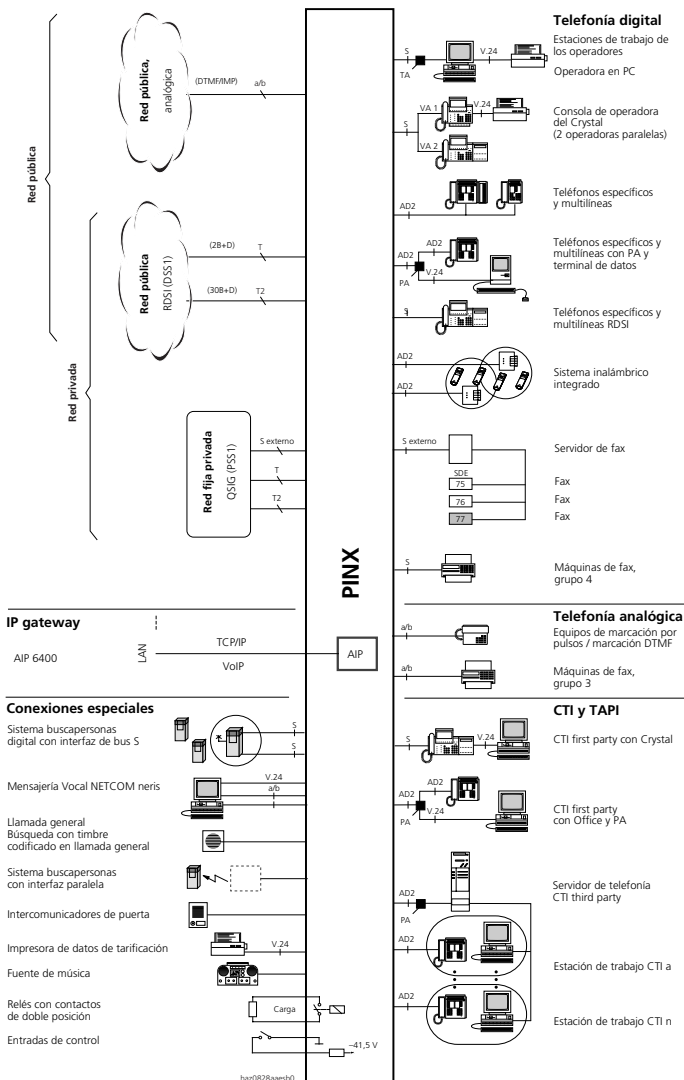 Red pública
Red pública,
analógica
(DTMF/IMP)
a/b
Red privada
Red pública
RDSI (DSS1)
(2B+D)
T
(30B+D)
T2
Red fija privada
QSIG (PSS1)
S externo
T
T2
PINX
IP gateway
AIP 6400
LAN
TCP/IP
VoIP
AIP
Conexiones especiales
Sistema buscapersonas
digital con interfaz de bus S
S
S
Mensajería Vocal NETCOM neris
V.24
a/b
Llamada general
Búsqueda con timbre
codificado en llamada general
Sistema buscapersonas
con interfaz paralela
Intercomunicadores de puerta
Impresora de datos de tarificación
V.24
Fuente de música
Relés con contactos
de doble posición
Carga
Entradas de control
–41,5 V
haz0828aaesb0
Telefonía digital
S
TA
V.24
Estaciones de trabajo de
los operadores
Operadora en PC
S
VA 1
V.24
VA 2
Consola de operadora
del Crystal
(2 operadoras paralelas)
AD2
Teléfonos específicos
y multilíneas
AD2
AD2
V.24
PA
Teléfonos específicos y
multilíneas con PA y
terminal de datos
S
Teléfonos específicos y
multilíneas RDSI
AD2
AD2
Sistema inalámbrico
integrado
S externo
Servidor de fax
SDE
75
Fax
76
Fax
77
Fax
S
Máquinas de fax,
grupo 4
Telefonía analógica
a/b
Equipos de marcación por
pulsos / marcación DTMF
a/b
Máquinas de fax,
grupo 3
CTI y TAPI
S
V.24
CTI first party con Crystal
AD2
AD2
V.24
PA
CTI first party
con Office y PA
AD2
PA
Servidor de telefonía
CTI third party
AD2
Estación de trabajo CTI a
AD2
Estación de trabajo CTI n